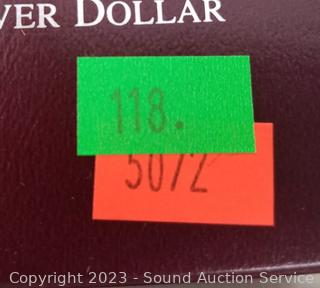 VER DOLLAR
118.
5072
Copyright 2023 - Sound Auction Service